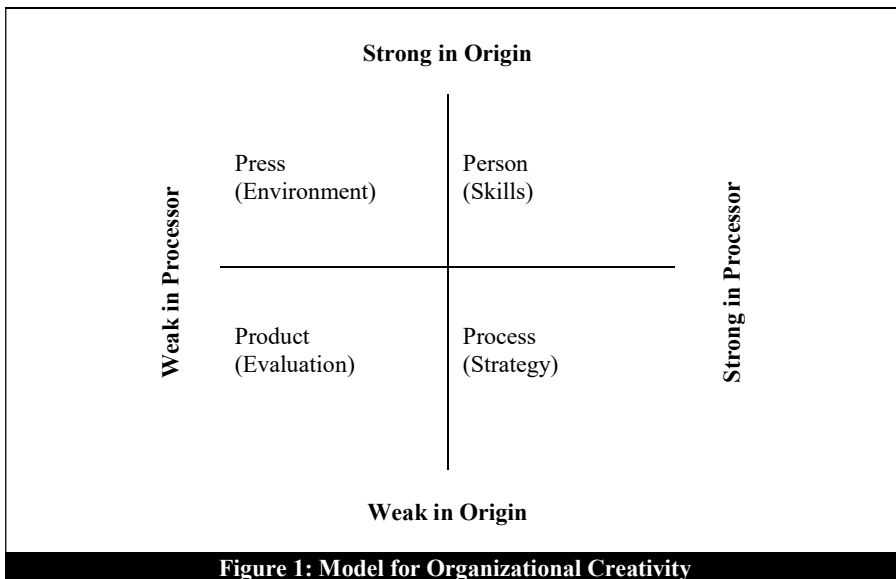 Strong in Origin
Press
(Environment)
Person
(Skills)
Weak in Processor
Strong in Processor
Product
(Evaluation)
Process
(Strategy)
Weak in Origin
Figure 1: Model for Organizational Creativity